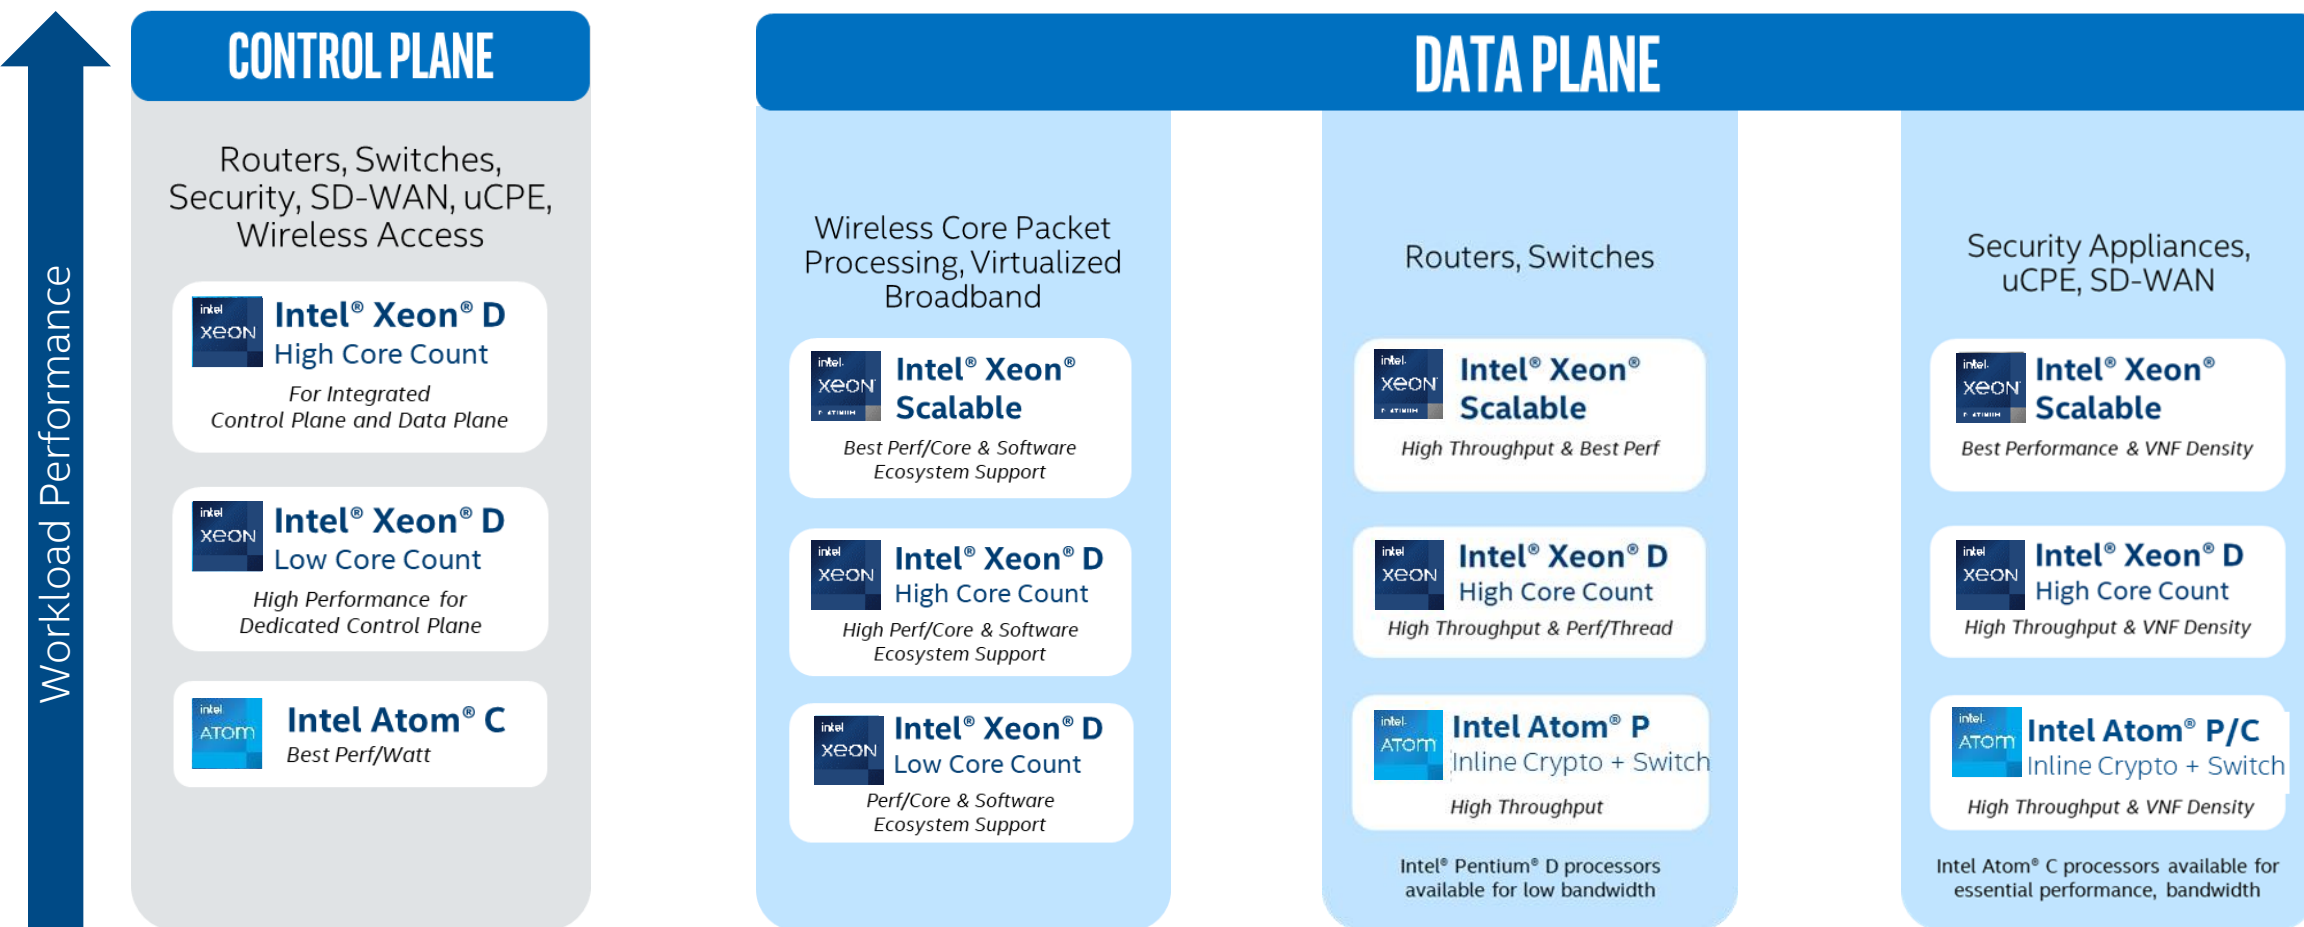 Workload Performance
CONTROL PLANE
Routers, Switches,
Security, SD-WAN, uCPE,
Wireless Access
intel
XEON
Intel® Xeon® D
High Core Count
For Integrated
Control Plane and Data Plane
intel
XEON
Intel® Xeon® D
Low Core Count
High Performance for
Dedicated Control Plane
intel
ATOM
Intel Atom® C
Best Perf/Watt
DATA PLANE
Wireless Core Packet
Processing, Virtualized
Broadband
intel.
XEON
PLATINUM
Intel® Xeon®
Scalable
Best Perf/Core & Software
Ecosystem Support
intel
XEON
Intel® Xeon® D
High Core Count
High Perf/Core & Software
Ecosystem Support
intel
XEON
Intel® Xeon® D
Low Core Count
Perf/Core & Software
Ecosystem Support
Routers, Switches
intel.
XEON
PLATINUM
Intel® Xeon®
Scalable
High Throughput & Best Perf
intel
XEON
Intel® Xeon® D
High Core Count
High Throughput & Perf/Thread
intel.
ATOM
Intel Atom® P
Inline Crypto + Switch
High Throughput
Intel® Pentium® D processors
available for low bandwidth
Security Appliances,
uCPE, SD-WAN
intel.
XEON
PLATINUM
Intel® Xeon®
Scalable
Best Performance & VNF Density
intel
XEON
Intel® Xeon® D
High Core Count
High Throughput & VNF Density
intel.
ATOM
Intel Atom® P/C
Inline Crypto + Switch
High Throughput & VNF Density
Intel Atom® C processors available for
essential performance, bandwidth